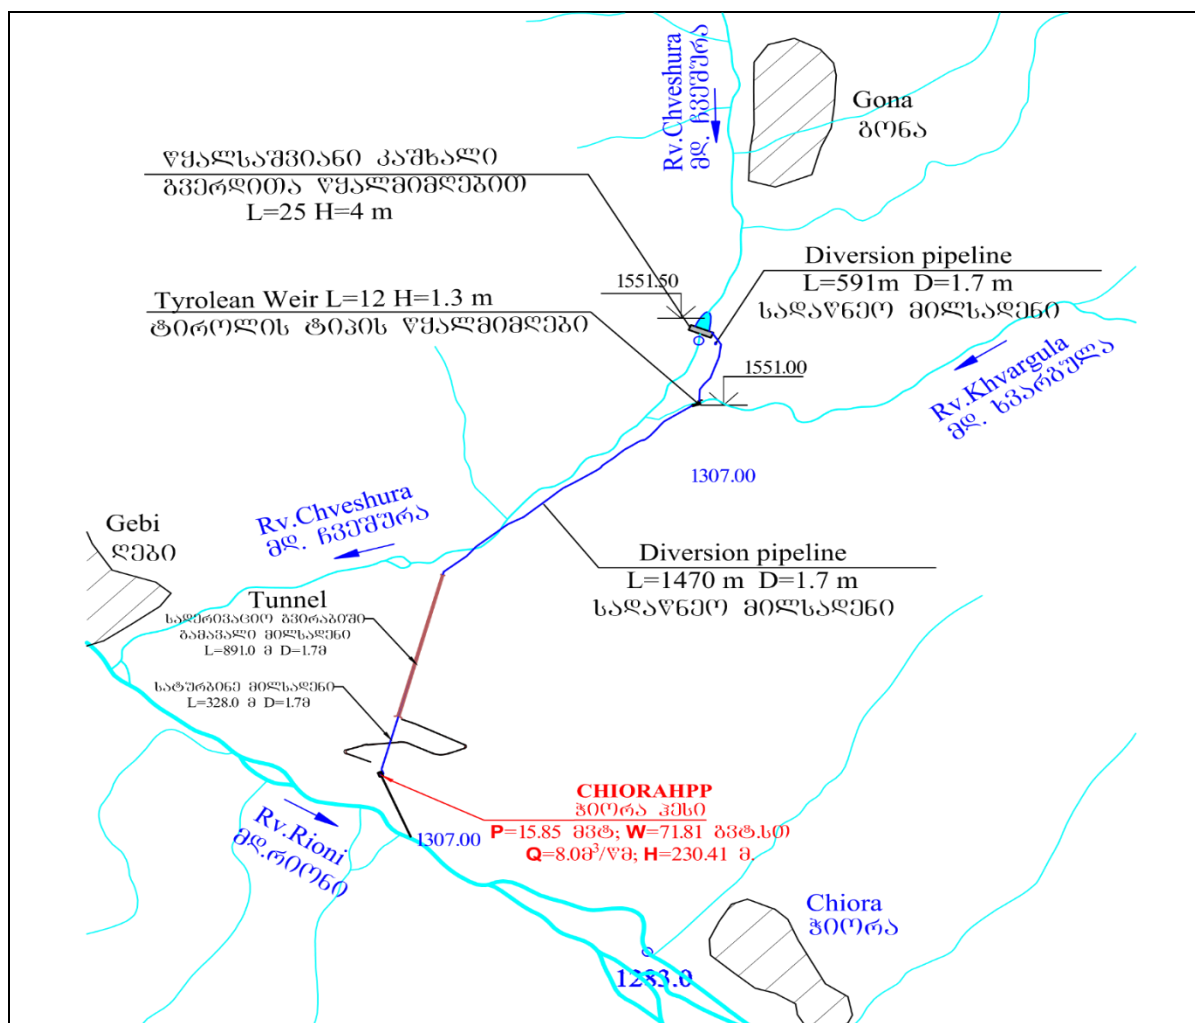 Rv.Chveshura
მდ. ჩვეშურა
Gona
გონა
წყალსაშვიანი კაშხალი
გვერდითა წყალმიმღებით
L=25 H=4 m
Diversion pipeline
L=591m D=1.7 m
სადაწნეო მილსადენი
1551.50
Tyrolean Weir L=12 H=1.3 m
ტიროლის ტიპის წყალმიმღები
1551.00
Rv.Khvargula
მდ. ხვარგულა
1307.00
Rv.Chveshura
მდ. ჩვეშურა
Gebi
ღები
Diversion pipeline
L=1470 m D=1.7 m
სადაწნეო მილსადენი
Tunnel
სადერივაციო გვირაბში
გამავალი მილსადენი
L=891.0 მ D=1.7მ
სატურბინე მილსადენი
L=328.0 მ D=1.7მ
CHIORAHPP
ჭიორა ჰესი
P=15.85 მვტ; W=71.81 გვტ.სთ
Q=8.0მ³/წმ; H=230.41 მ.
1307.00
Rv.Rioni
მდ.რიონი
Chiora
ჭიორა
1283.0